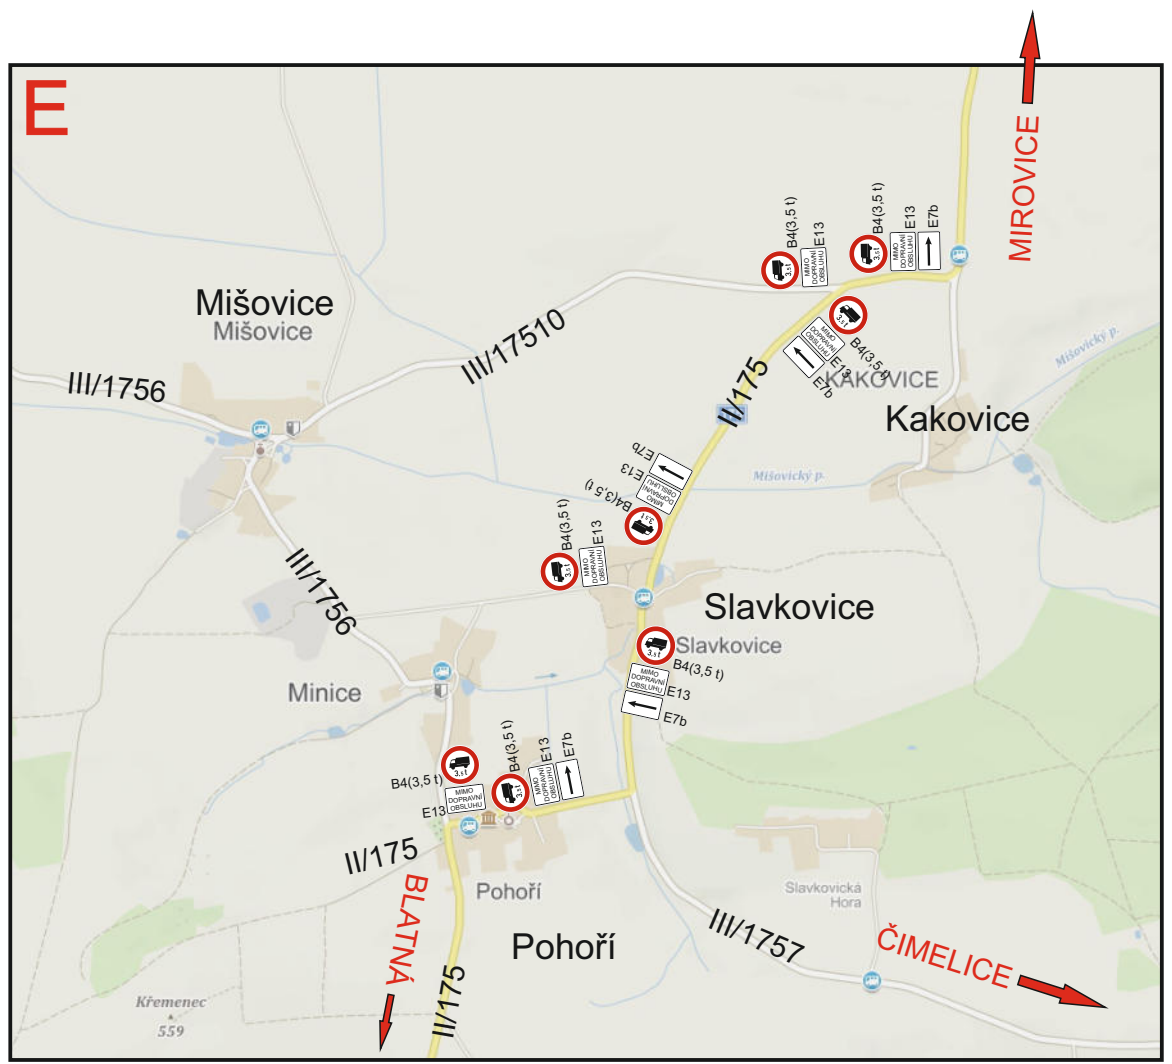 E
MIROVICE
B4(3,5 t)
3.5 t
MIMO
DOPRAVNÍ
OBSLUHU
E13
B4(3,5 t)
3.5 t
MIMO
DOPRAVNÍ
OBSLUHU
E13
E7b
Mišovice
Mišovice
III/17510
III/1756
3.5 t
B4(3,5 t)
MIMO
DOPRAVNÍ
OBSLUHU
E13
E7b
KAKOVICE
Kakovice
Mišovický p.
II/175
E7b
E13
MIMO
DOPRAVNÍ
OBSLUHU
B4(3,5 t)
3.5 t
Mišovický p.
B4(3,5 t)
3.5 t
MIMO
DOPRAVNÍ
OBSLUHU
E13
III/1756
Slavkovice
Slavkovice
3.5 t
B4(3,5 t)
MIMO
DOPRAVNÍ
OBSLUHU
E13
E7b
Minice
3.5 t
B4(3,5 t)
MIMO
DOPRAVNÍ
OBSLUHU
E13
B4(3,5 t)
3.5 t
MIMO
DOPRAVNÍ
OBSLUHU
E13
E7b
II/175
BLATNÁ
Pohoří
Pohoří
Slavkovická
Hora
III/1757
ČIMELICE
II/175
Křemenec
559